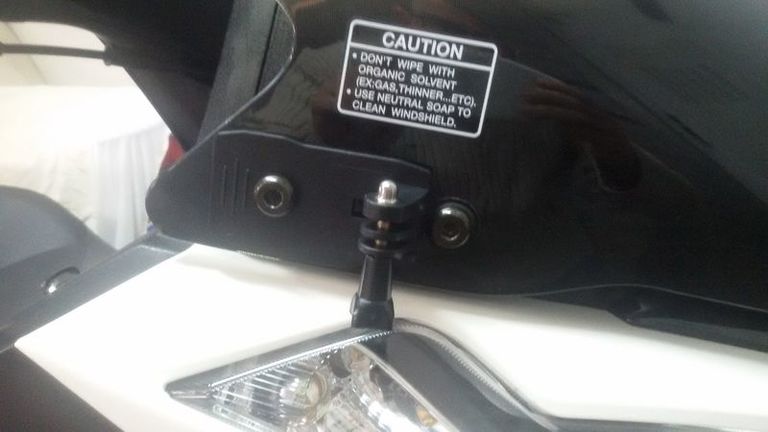 CAUTION
• DON'T WIPE WITH
ORGANIC SOLVENT
(EX:GAS,THINNER...ETC).
• USE NEUTRAL SOAP TO
CLEAN WINDSHIELD.